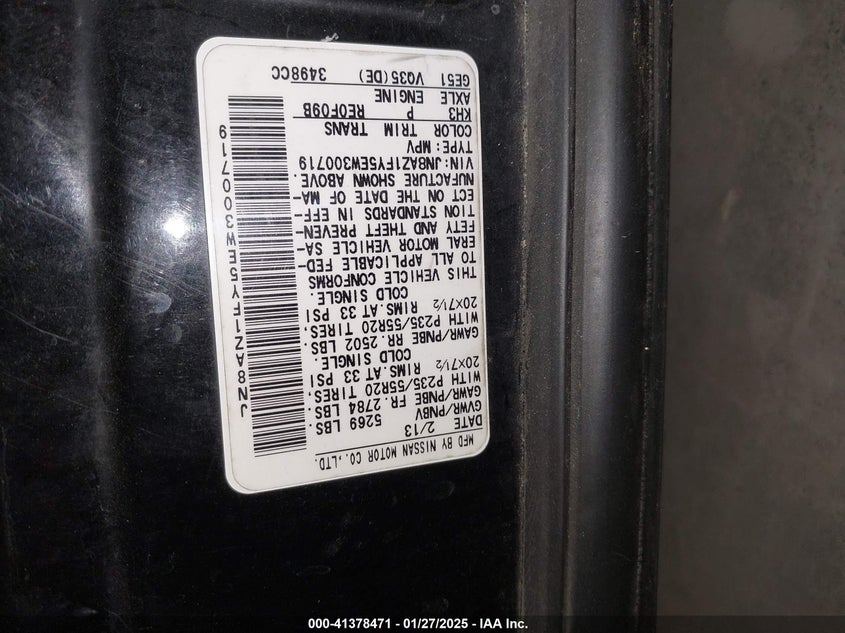 MFD BY NISSAN MOTOR CO.,LTD.
DATE 2/13
GVWR/PNBV 5269 LBS.
GAWR/PNBE FR. 2784 LBS.
WITH P235/55R20 TIRES,
20X7½ RIMS.AT 33 PSI
COLD SINGLE.
GAWR/PNBE RR. 2502 LBS.
WITH P235/55R20 TIRES,
20X7½ RIMS.AT 33 PSI
COLD SINGLE.
THIS VEHICLE CONFORMS
TO ALL APPLICABLE FED-
ERAL MOTOR VEHICLE SA-
FETY AND THEFT PREVEN-
TION STANDARDS IN EFF-
ECT ON THE DATE OF MA-
NUFACTURE SHOWN ABOVE.
VIN:JN8AZ1FY5EW300719
TYPE:MPV
COLOR TRIM TRANS
KH3 P RE0F09B
AXLE ENGINE
GE51 VQ35(DE) 3498CC
JN8AZ1FY5EW300719
000-41378471 — 01/27/2025 — IAA Inc.